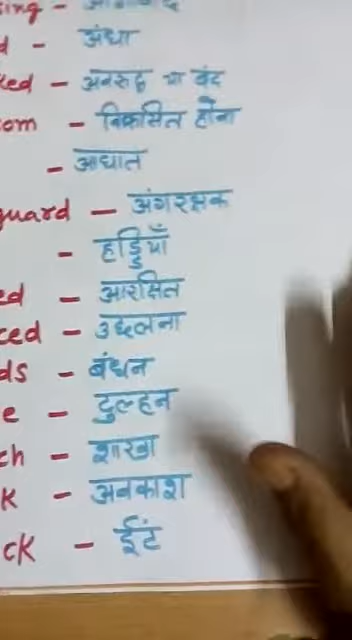 sing -
d - अंधा
ked - अवरुद्ध या बंद
om - विकसित होना
- आघात
guard - अंगरक्षक
- हड्डियाँ
ed - आरक्षित
ced - उछलना
ds - बंधन
e - दुल्हन
ch - शाखा
k - अवकाश
ck - ईंट